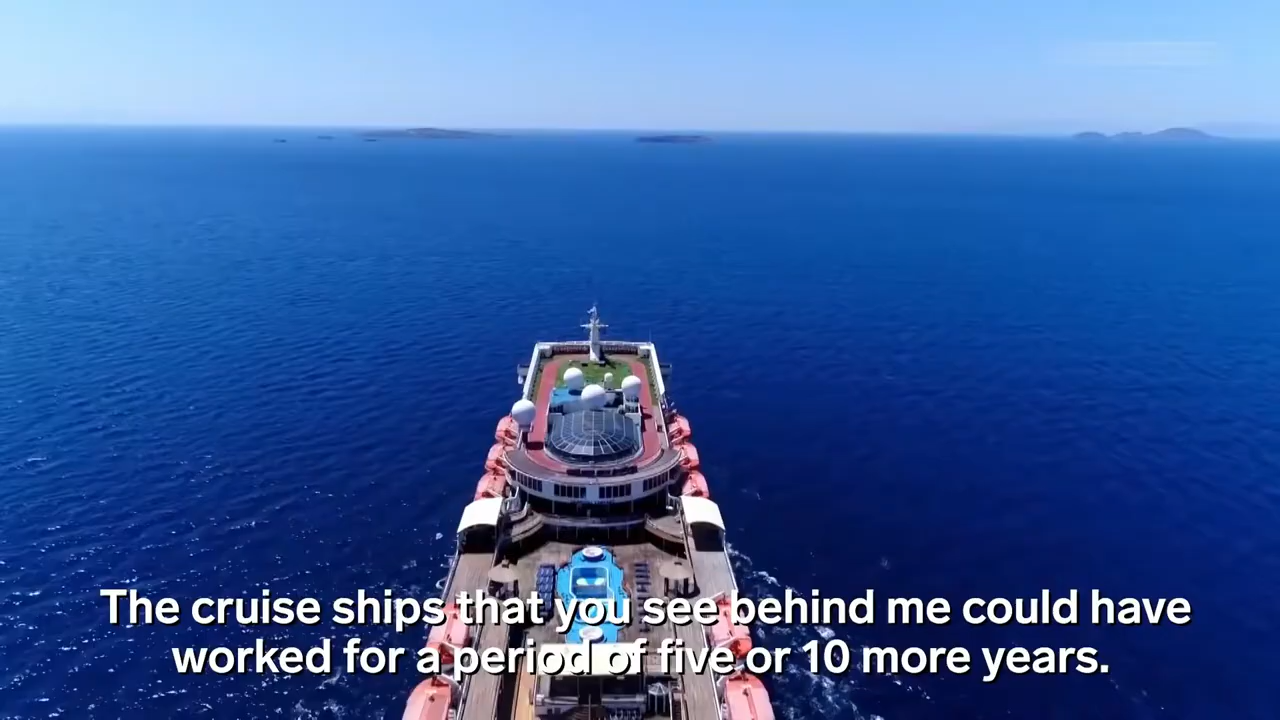 The cruise ships that you see behind me could have
worked for a period of five or 10 more years.